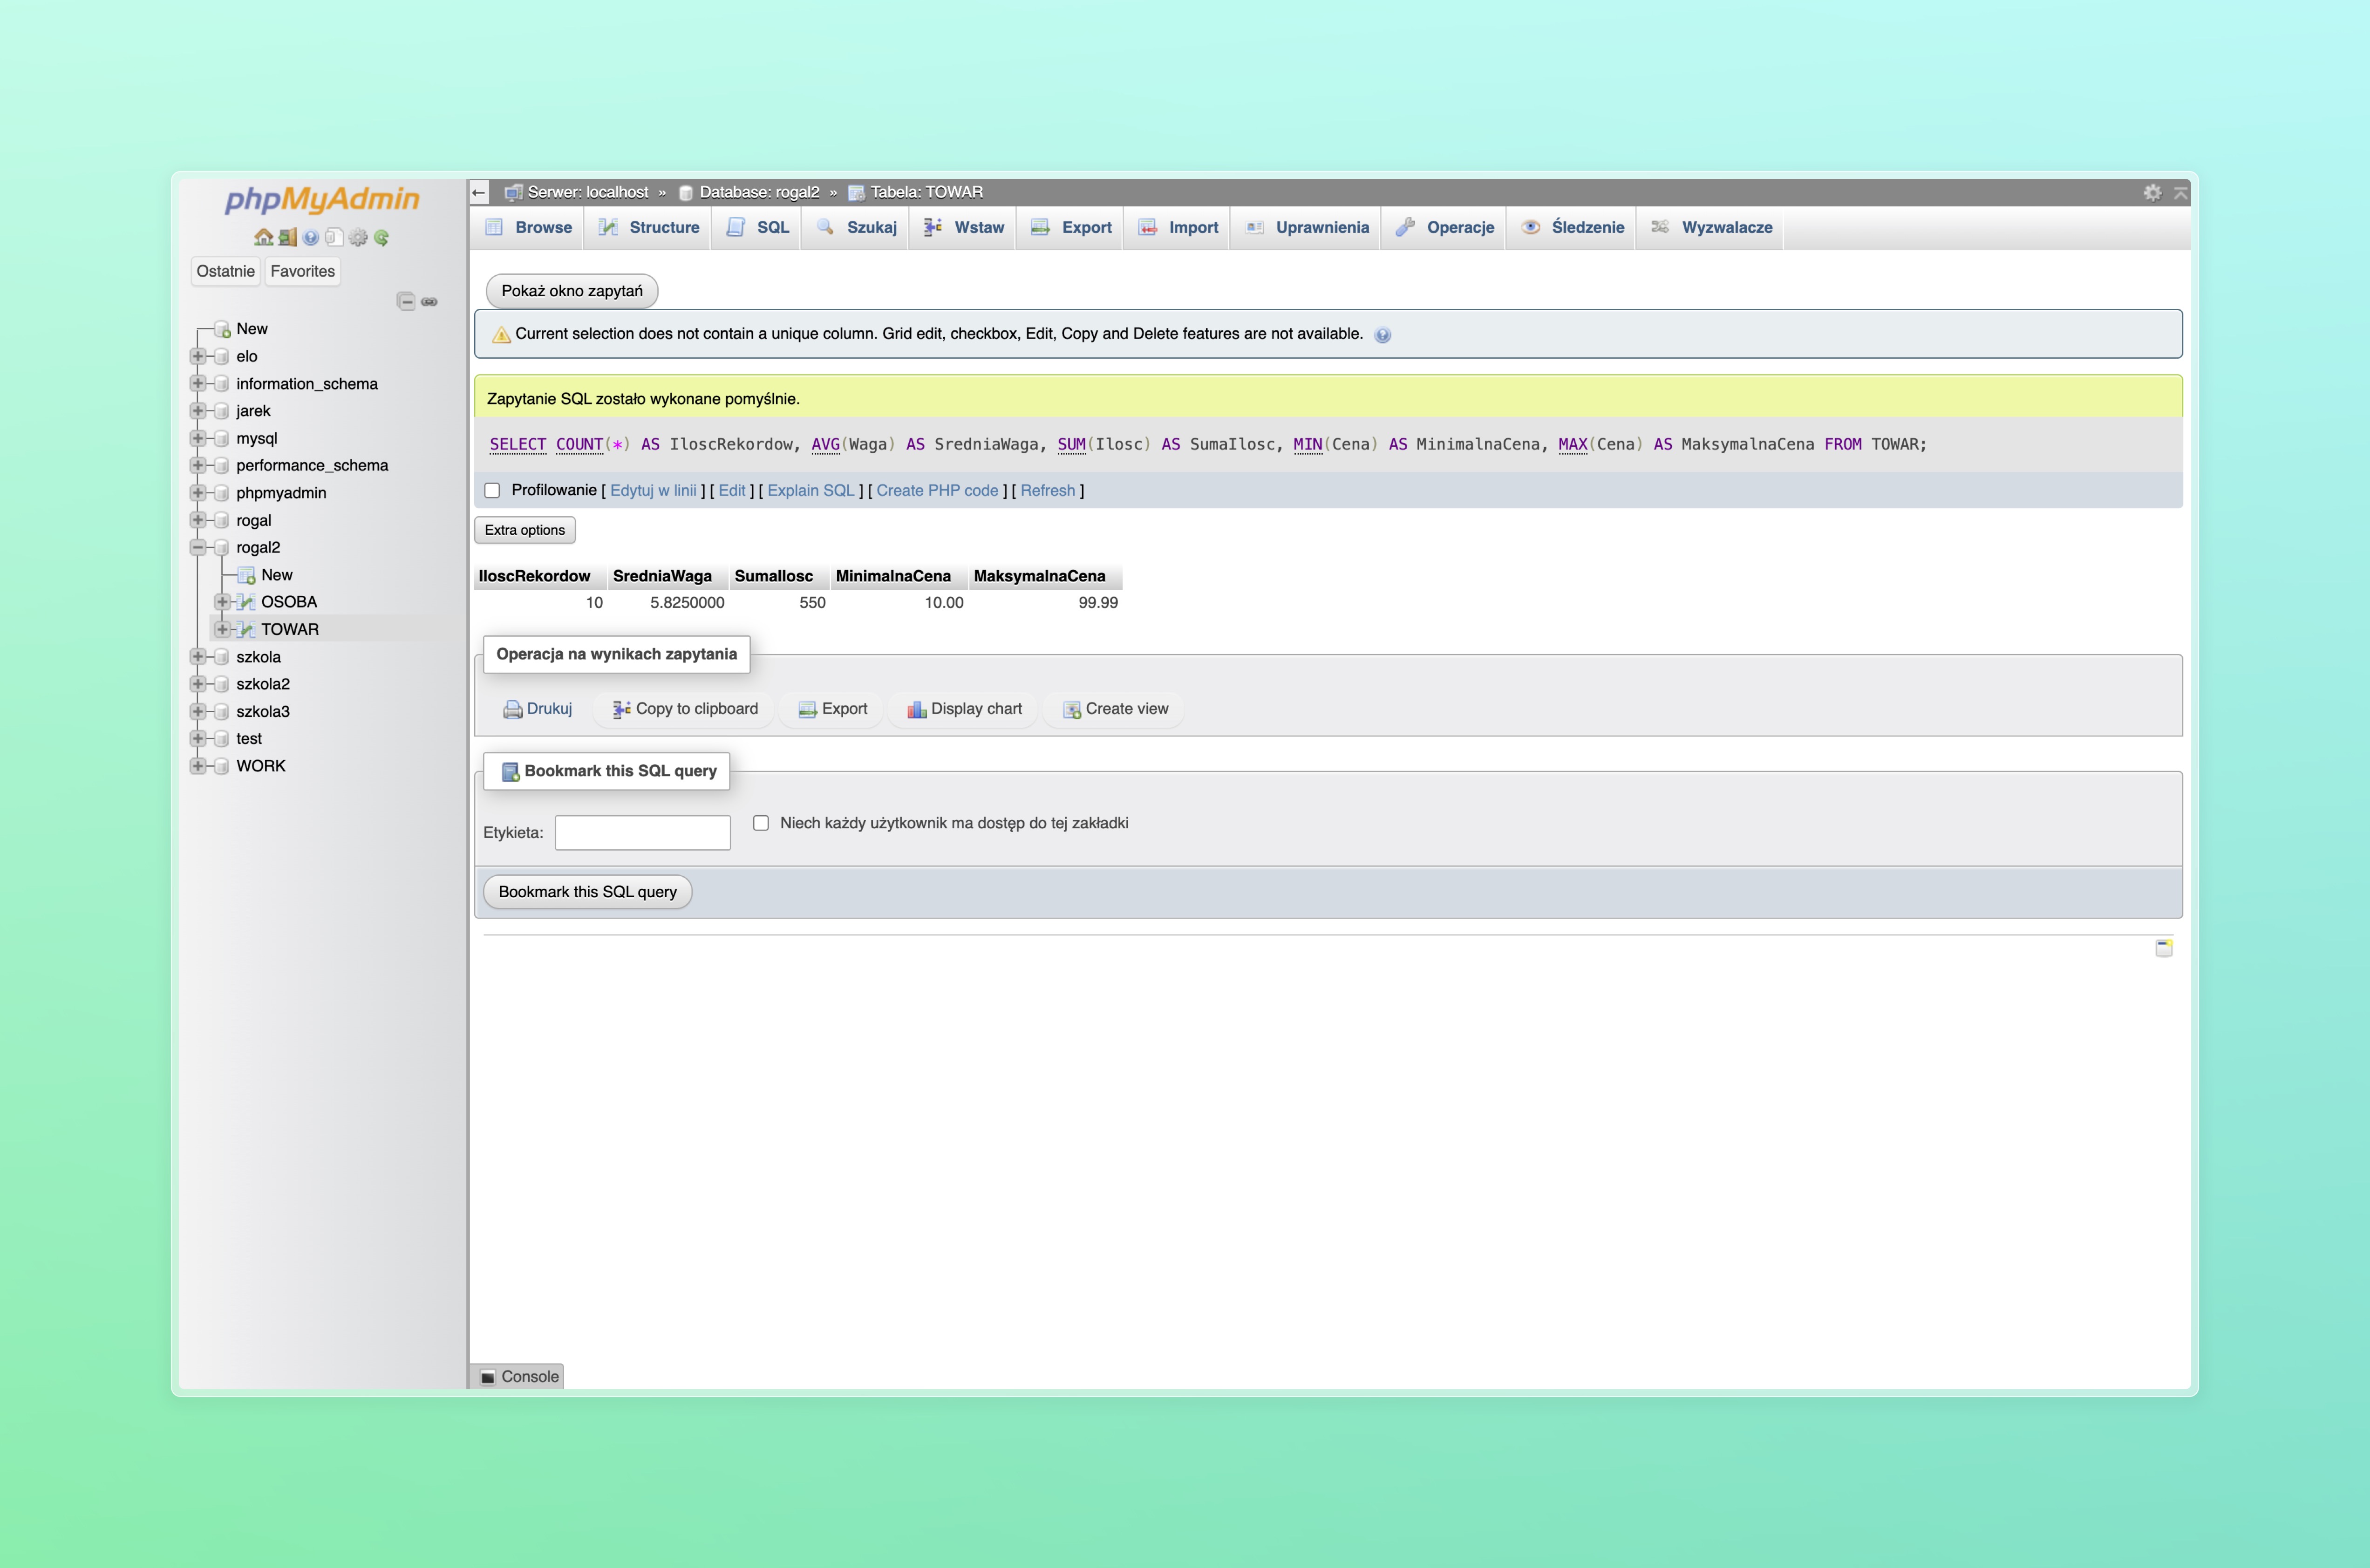 phpMyAdmin
Ostatnie Favorites
New
elo
information_schema
jarek
mysql
performance_schema
phpmyadmin
rogal
rogal2
New
OSOBA
TOWAR
szkola
szkola2
szkola3
test
WORK
Serwer: localhost » Database: rogal2 » Tabela: TOWAR
Browse Structure SQL Szukaj Wstaw Export Import Uprawnienia Operacje Śledzenie Wyzwalacze
Pokaż okno zapytań
Current selection does not contain a unique column. Grid edit, checkbox, Edit, Copy and Delete features are not available.
Zapytanie SQL zostało wykonane pomyślnie.
SELECT COUNT(*) AS IloscRekordow, AVG(Waga) AS SredniaWaga, SUM(Ilosc) AS SumaIlosc, MIN(Cena) AS MinimalnaCena, MAX(Cena) AS MaksymalnaCena FROM TOWAR;
Profilowanie [ Edytuj w linii ] [ Edit ] [ Explain SQL ] [ Create PHP code ] [ Refresh ]
Extra options
IloscRekordow SredniaWaga SumaIlosc MinimalnaCena MaksymalnaCena
10 5.8250000 550 10.00 99.99
Operacja na wynikach zapytania
Drukuj Copy to clipboard Export Display chart Create view
Bookmark this SQL query
Etykieta: Niech każdy użytkownik ma dostęp do tej zakładki
Bookmark this SQL query
Console